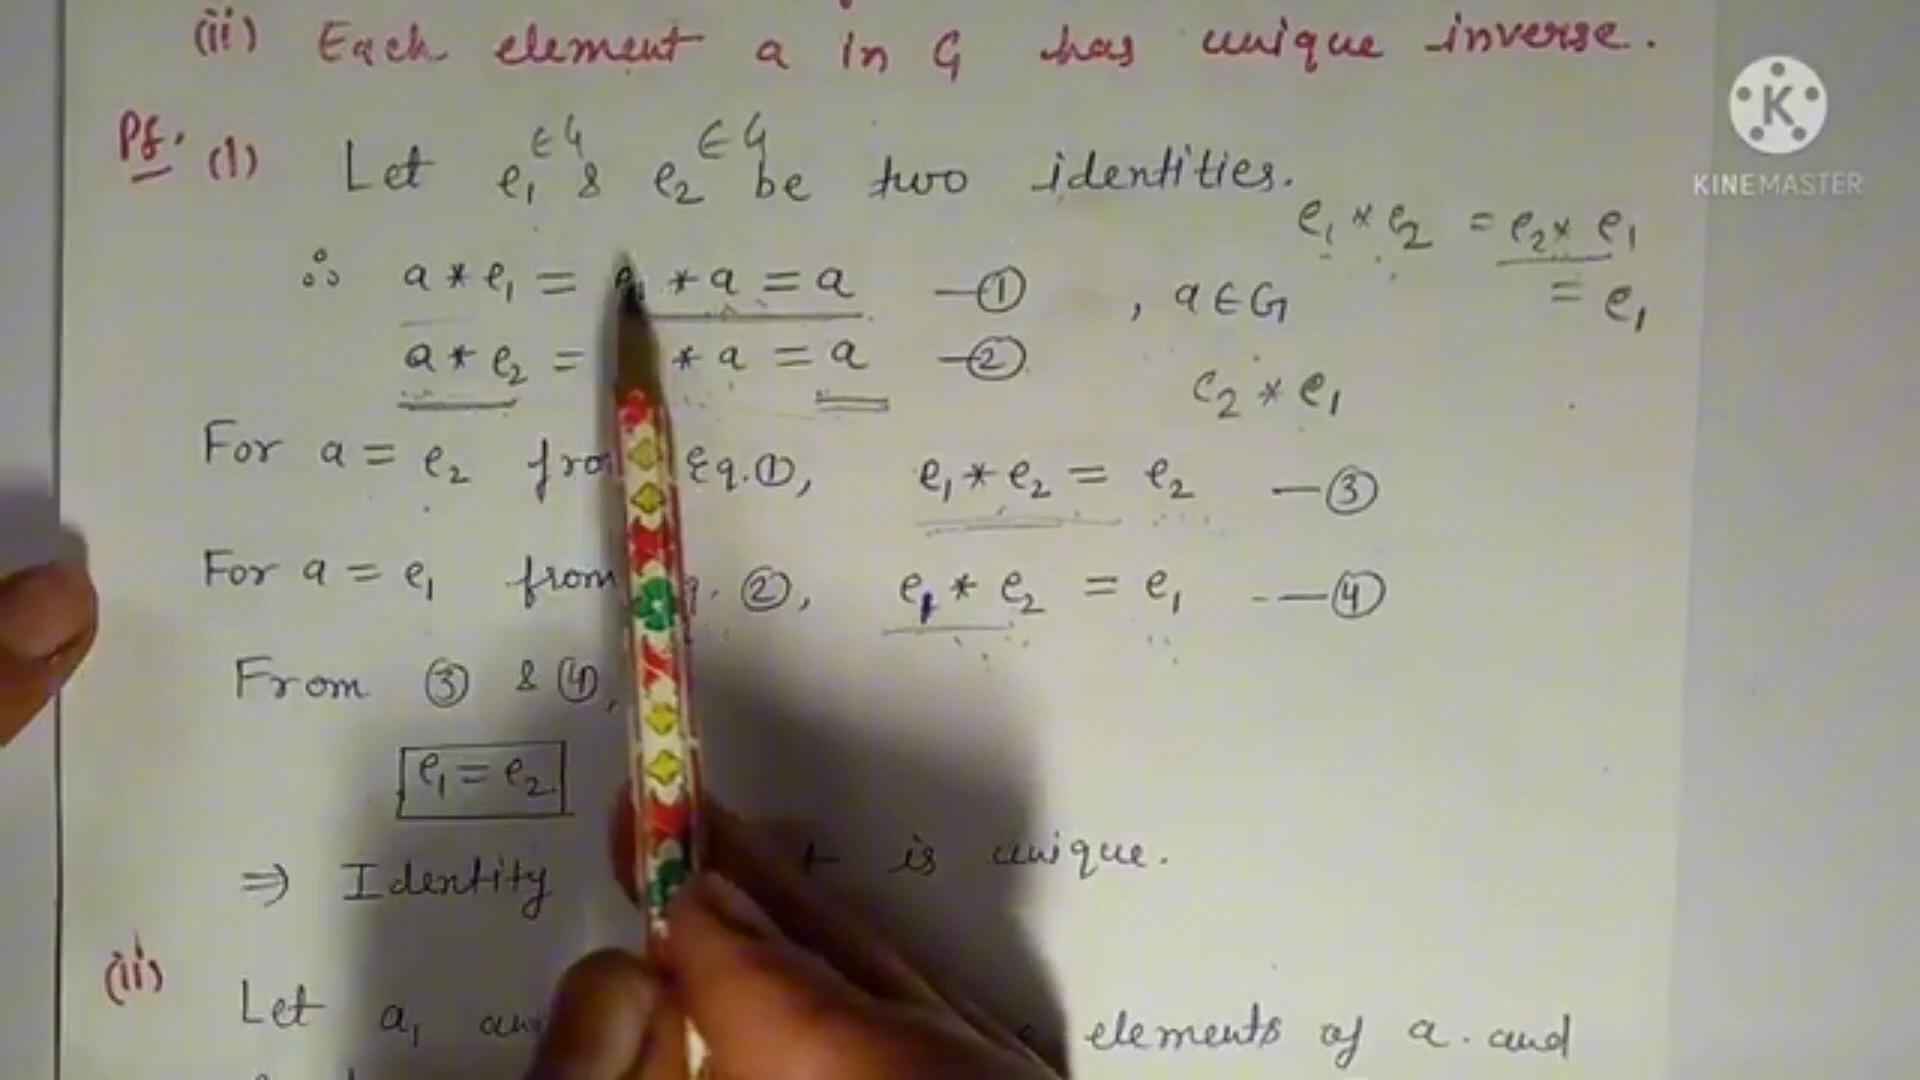 (ii) Each element a in G has unique inverse.
Pf. (1) Let e₁ ∈ G & e₂ ∈ G be two identities.
e₁ * e₂ = e₂ * e₁
= e₁
∴ a * e₁ = e₁ * a = a —①, a ∈ G
a * e₂ = * a = a —②
e₂ * e₁
For a = e₂ from Eq.①, e₁ * e₂ = e₂ —③
For a = e₁ from ②, e₁ * e₂ = e₁ —④
From ③ & ④,
e₁ = e₂
⇒ Identity is unique.
(ii) Let a₁ elements of a. and
K
KINEMASTER